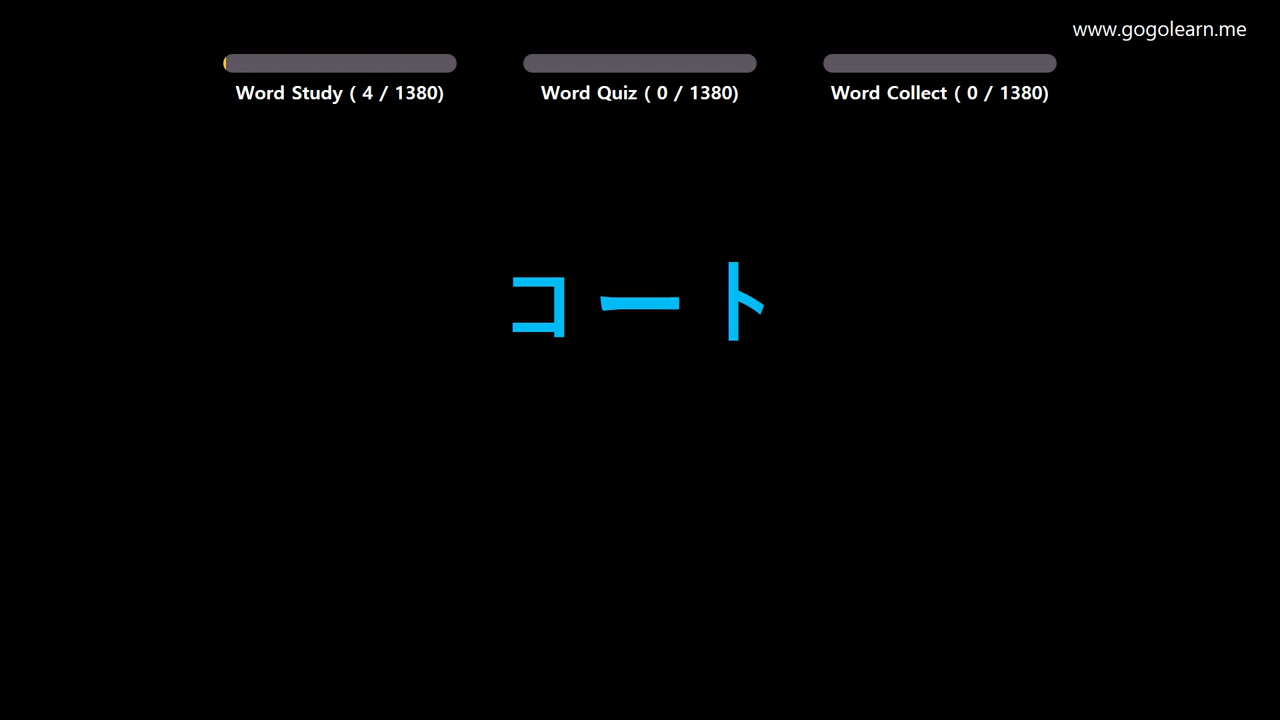 www.gogolearn.me
Word Study ( 4 / 1380)
Word Quiz ( 0 / 1380)
Word Collect ( 0 / 1380)
コート